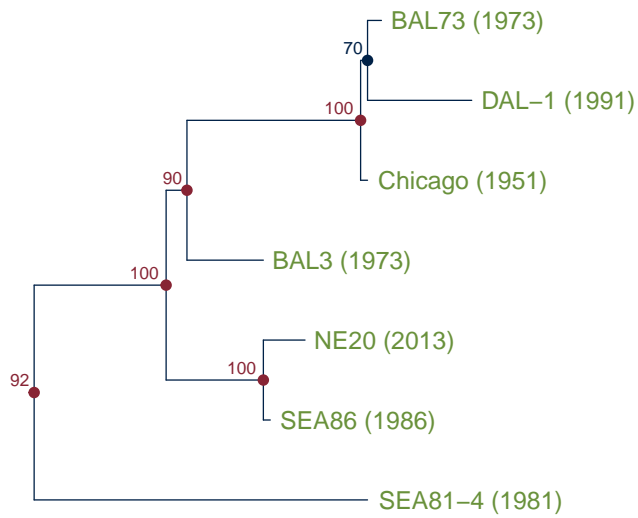 BAL73 (1973)
70
DAL−1 (1991)
100
Chicago (1951)
90
BAL3 (1973)
100
NE20 (2013)
100
92
SEA86 (1986)
SEA81−4 (1981)